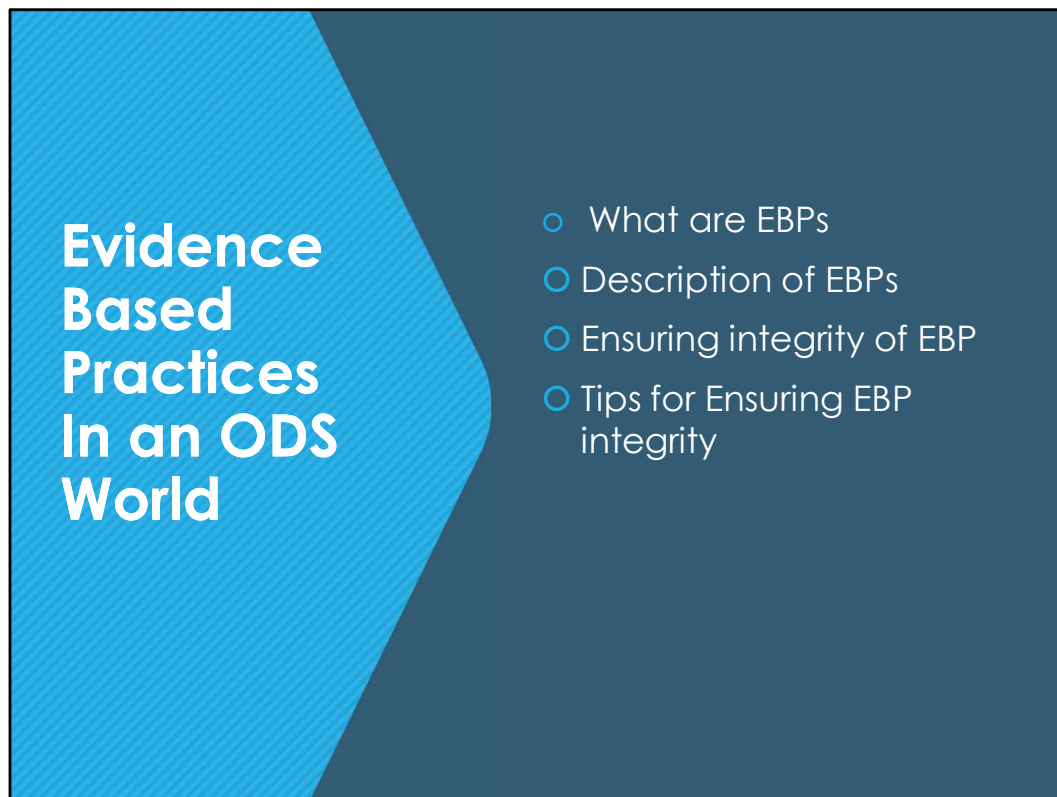 Evidence
Based
Practices
In an ODS
World
What are EBPs
Description of EBPs
Ensuring integrity of EBP
Tips for Ensuring EBP
integrity